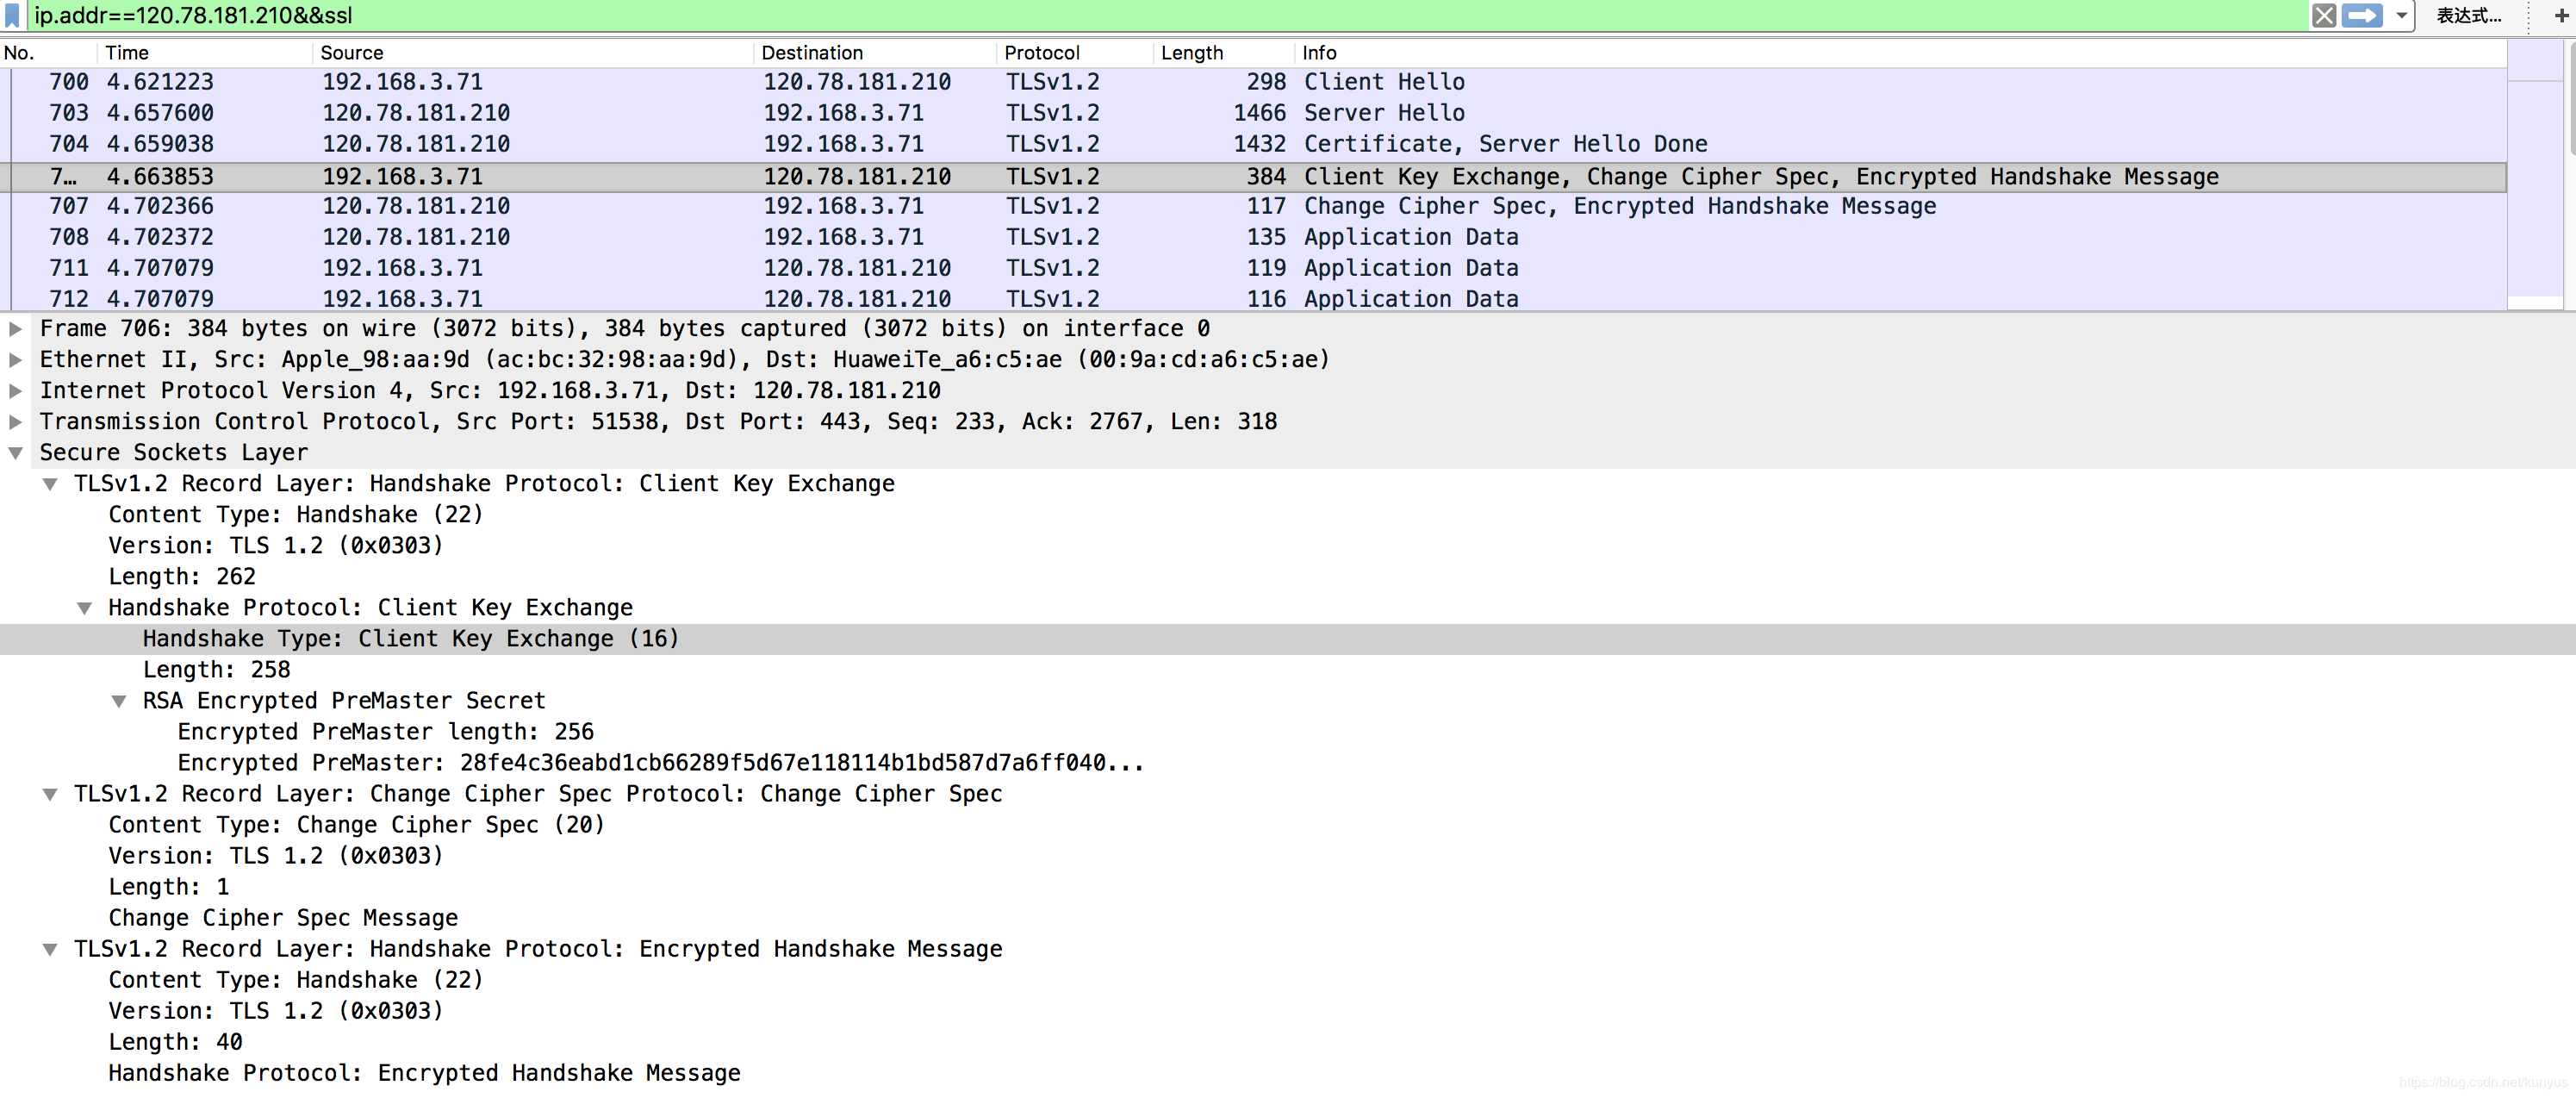 ip.addr==120.78.181.210&&ssl 表达式... +
No. Time Source Destination Protocol Length Info
700 4.621223 192.168.3.71 120.78.181.210 TLSv1.2 298 Client Hello
703 4.657600 120.78.181.210 192.168.3.71 TLSv1.2 1466 Server Hello
704 4.659038 120.78.181.210 192.168.3.71 TLSv1.2 1432 Certificate, Server Hello Done
7... 4.663853 192.168.3.71 120.78.181.210 TLSv1.2 384 Client Key Exchange, Change Cipher Spec, Encrypted Handshake Message
707 4.702366 120.78.181.210 192.168.3.71 TLSv1.2 117 Change Cipher Spec, Encrypted Handshake Message
708 4.702372 120.78.181.210 192.168.3.71 TLSv1.2 135 Application Data
711 4.707079 192.168.3.71 120.78.181.210 TLSv1.2 119 Application Data
712 4.707079 192.168.3.71 120.78.181.210 TLSv1.2 116 Application Data
Frame 706: 384 bytes on wire (3072 bits), 384 bytes captured (3072 bits) on interface 0
Ethernet II, Src: Apple_98:aa:9d (ac:bc:32:98:aa:9d), Dst: HuaweiTe_a6:c5:ae (00:9a:cd:a6:c5:ae)
Internet Protocol Version 4, Src: 192.168.3.71, Dst: 120.78.181.210
Transmission Control Protocol, Src Port: 51538, Dst Port: 443, Seq: 233, Ack: 2767, Len: 318
Secure Sockets Layer
TLSv1.2 Record Layer: Handshake Protocol: Client Key Exchange
Content Type: Handshake (22)
Version: TLS 1.2 (0x0303)
Length: 262
Handshake Protocol: Client Key Exchange
Handshake Type: Client Key Exchange (16)
Length: 258
RSA Encrypted PreMaster Secret
Encrypted PreMaster length: 256
Encrypted PreMaster: 28fe4c36eabd1cb66289f5d67e118114b1bd587d7a6ff040...
TLSv1.2 Record Layer: Change Cipher Spec Protocol: Change Cipher Spec
Content Type: Change Cipher Spec (20)
Version: TLS 1.2 (0x0303)
Length: 1
Change Cipher Spec Message
TLSv1.2 Record Layer: Handshake Protocol: Encrypted Handshake Message
Content Type: Handshake (22)
Version: TLS 1.2 (0x0303)
Length: 40
Handshake Protocol: Encrypted Handshake Message
https://blog.csdn.net/kunyus